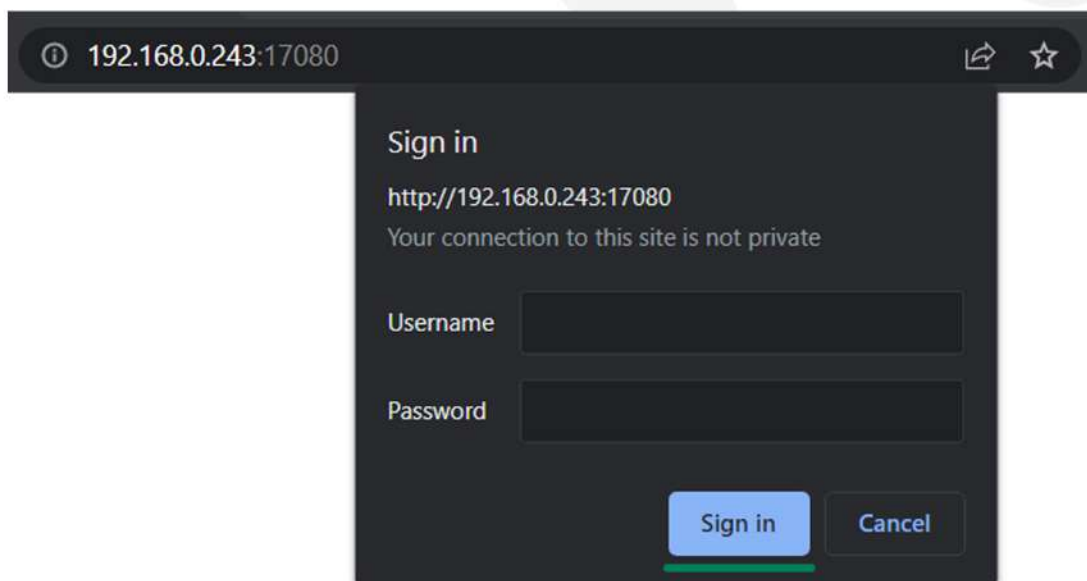 192.168.0.243:17080
Sign in
http://192.168.0.243:17080
Your connection to this site is not private
Username
Password
Sign in Cancel